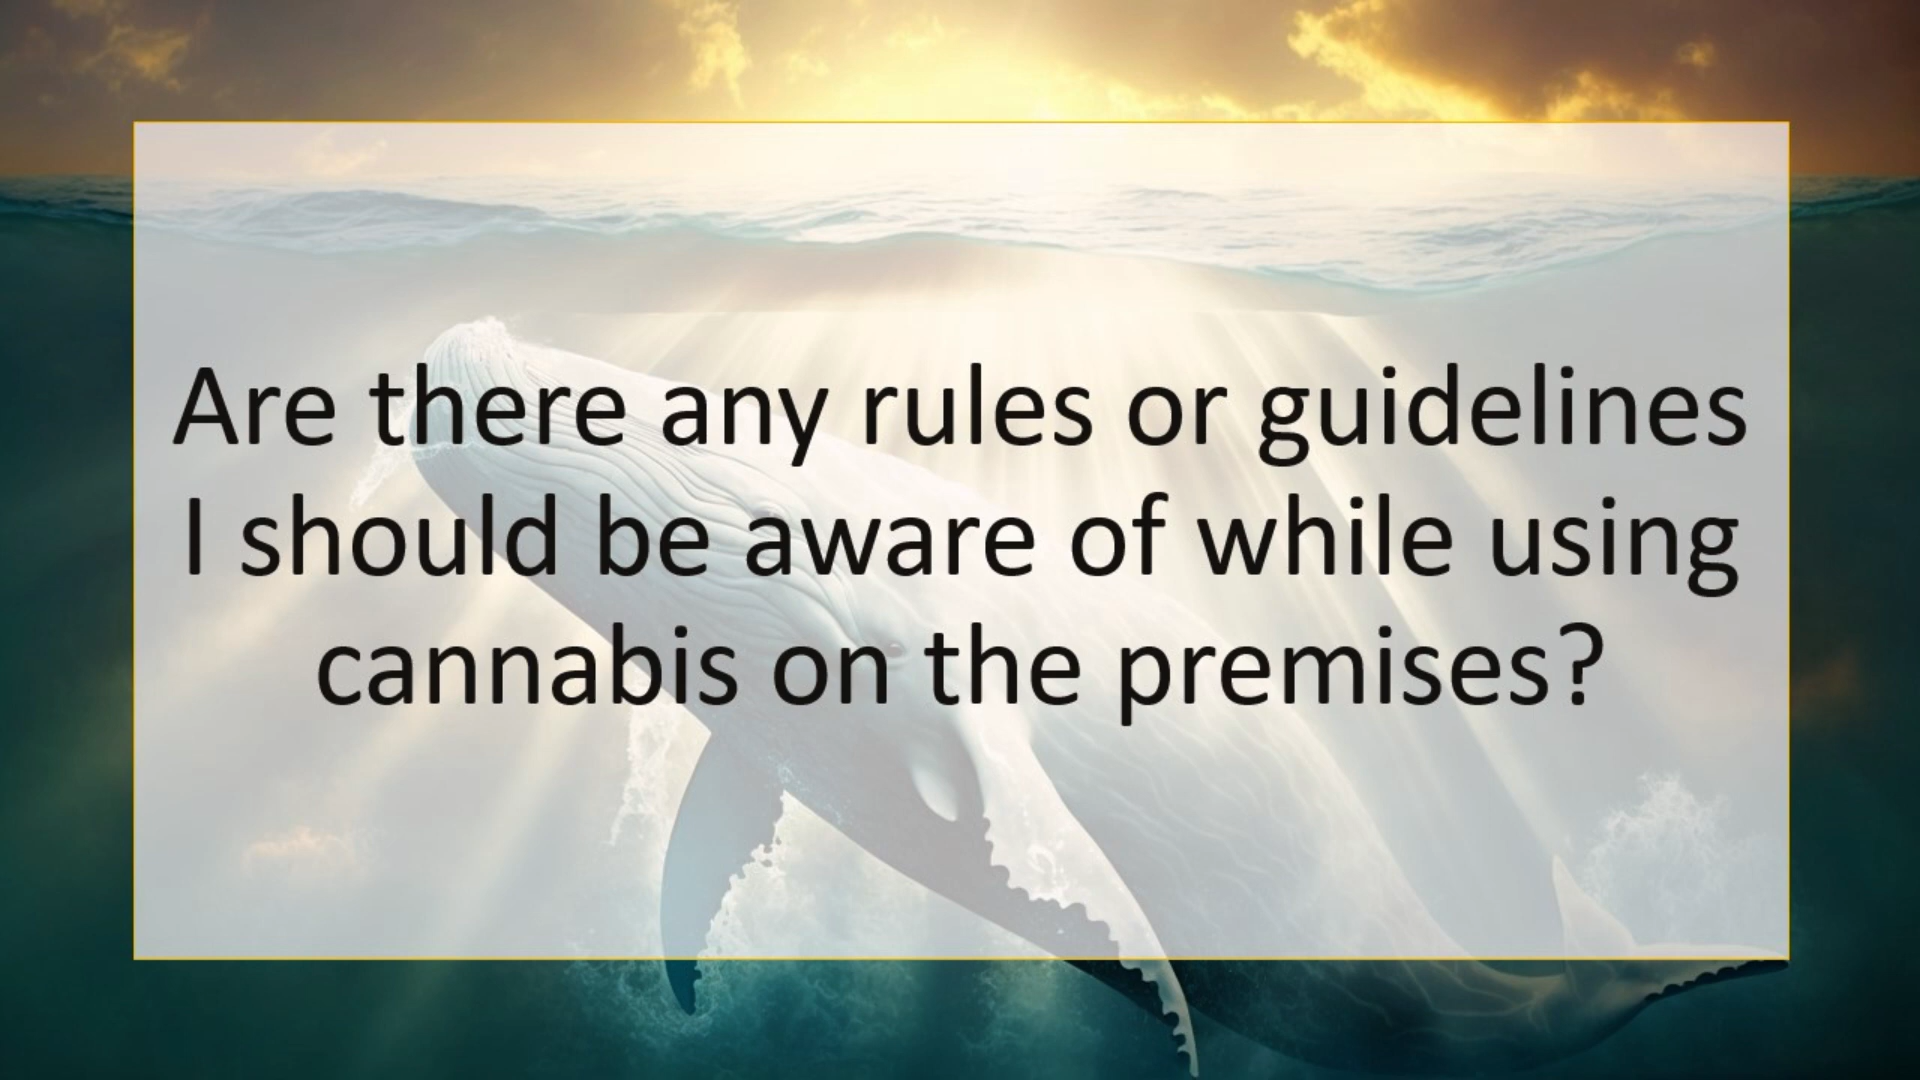 Are there any rules or guidelines
I should be aware of while using
cannabis on the premises?